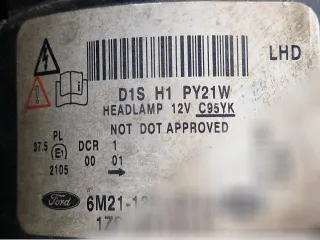 LHD
D1S H1 PY21W
HEADLAMP 12V C95YK
NOT DOT APPROVED
37.5 PL DCR 1
E1 00 01
2105
Ford 6M21-